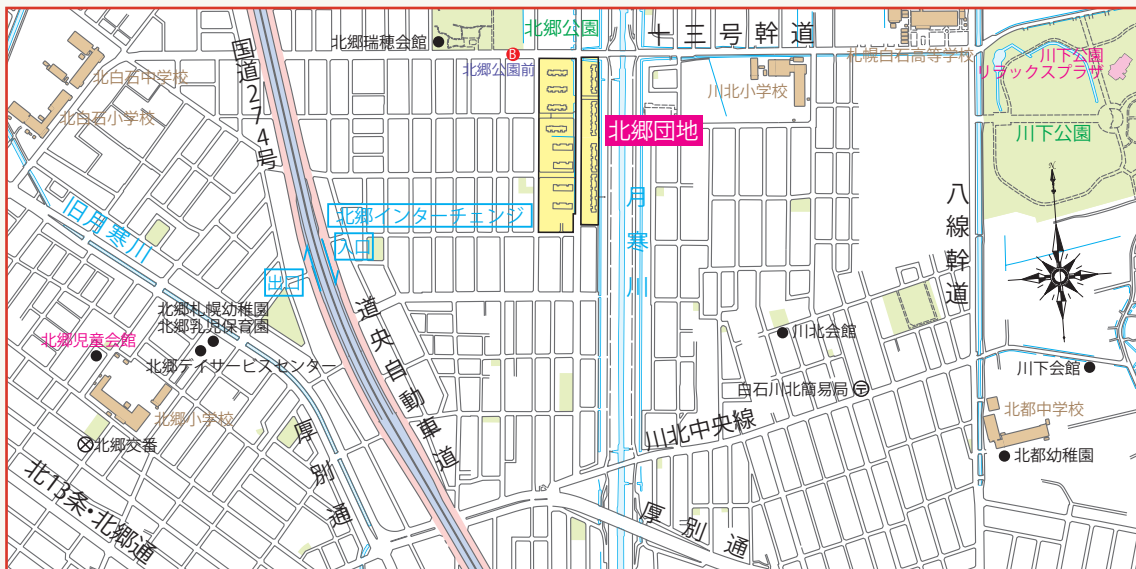 北郷公園
十三号幹道
北郷瑞穂会館
B
北郷公園前
国道274号
北白石中学校
北白石小学校
札幌白石高等学校
川下公園
リラックスプラザ
川北小学校
北郷団地
川下公園
旧月寒川
北郷インターチェンジ
入口
出口
月寒川
八線幹道
道央自動車道
北郷札幌幼稚園
北郷乳児保育園
北郷児童会館
北郷デイサービスセンター
川北会館
川下会館
白石川北簡易局
北郷小学校
北都中学校
川北中央線
北郷交番
厚別通
北都幼稚園
北13条・北郷通
厚別通